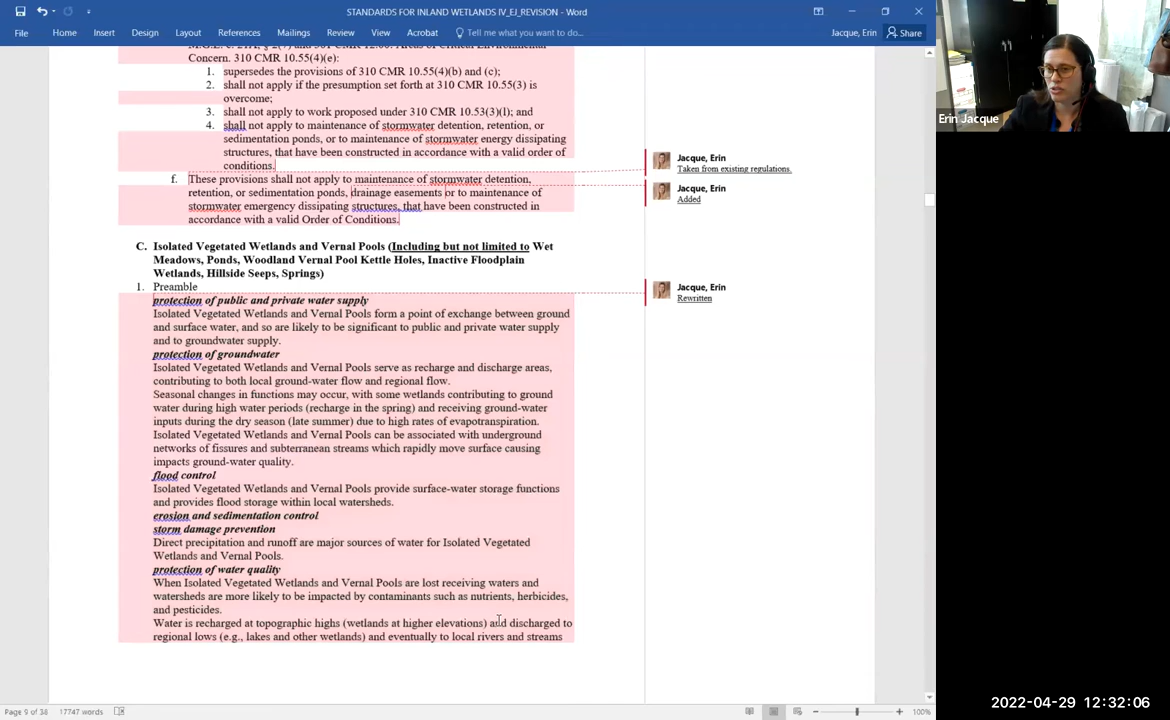 STANDARDS FOR INLAND WETLANDS IV_EJ_REVISION - Word
File Home Insert Design Layout References Review View Acrobat Tell me what you want to do... Jacque, Erin Share
Concern. 310 CMR 10.55(4)(e):
1. supersedes the provisions of 310 CMR 10.55(4)(b) and (c);
2. shall not apply if the presumption set forth at 310 CMR 10.55(3) is
overcome;
3. shall not apply to work proposed under 310 CMR 10.53(3)(l); and
4. shall not apply to maintenance of stormwater detention, retention, or
sedimentation ponds, or to maintenance of stormwater energy dissipating
structures, that have been constructed in accordance with a valid order of
conditions.
f. These provisions shall not apply to maintenance of stormwater detention,
retention, or sedimentation ponds, drainage easements or to maintenance of
stormwater emergency dissipating structures, that have been constructed in
accordance with a valid Order of Conditions.
C. Isolated Vegetated Wetlands and Vernal Pools (Including but not limited to Wet
Meadows, Ponds, Woodland Vernal Pool Kettle Holes, Inactive Floodplain
Wetlands, Hillside Seeps, Springs)
1. Preamble
protection of public and private water supply
Isolated Vegetated Wetlands and Vernal Pools form a point of exchange between ground
and surface water, and so are likely to be significant to public and private water supply
and to groundwater supply.
protection of groundwater
Isolated Vegetated Wetlands and Vernal Pools serve as recharge and discharge areas,
contributing to both local ground-water flow and regional flow.
Seasonal changes in functions may occur, with some wetlands contributing to ground
water during high water periods (recharge in the spring) and receiving ground-water
inputs during the dry season (late summer) due to high rates of evapotranspiration.
Isolated Vegetated Wetlands and Vernal Pools can be associated with underground
networks of fissures and subterranean streams which rapidly move surface causing
impacts ground-water quality.
flood control
Isolated Vegetated Wetlands and Vernal Pools provide surface-water storage functions
and provides flood storage within local watersheds.
erosion and sedimentation control
storm damage prevention
Direct precipitation and runoff are major sources of water for Isolated Vegetated
Wetlands and Vernal Pools.
protection of water quality
When Isolated Vegetated Wetlands and Vernal Pools are lost receiving waters and
watersheds are more likely to be impacted by contaminants such as nutrients, herbicides,
and pesticides.
Water is recharged at topographic highs (wetlands at higher elevations) and discharged to
regional lows (e.g., lakes and other wetlands) and eventually to local rivers and streams
Jacque, Erin
Taken from existing regulations.
Jacque, Erin
Added
Jacque, Erin
Rewritten
Erin Jacque
Page 9 of 38 17747 words
100%
2022-04-29 12:32:06